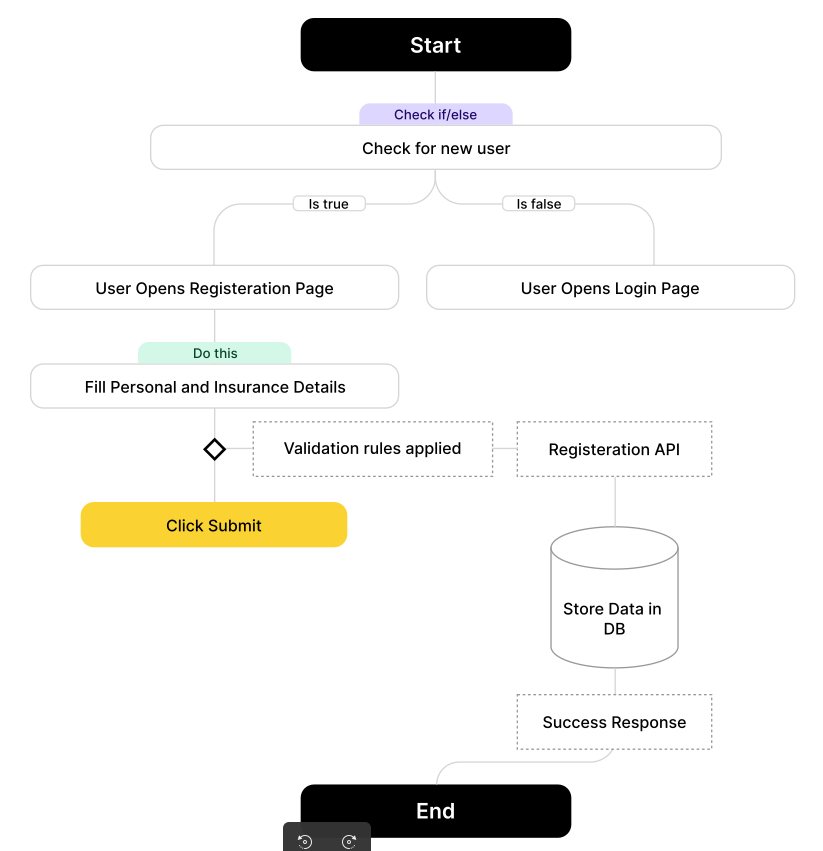 Start
Check if/else
Check for new user
Is true
Is false
User Opens Registeration Page
User Opens Login Page
Do this
Fill Personal and Insurance Details
Validation rules applied
Registeration API
Click Submit
Store Data in
DB
Success Response
End